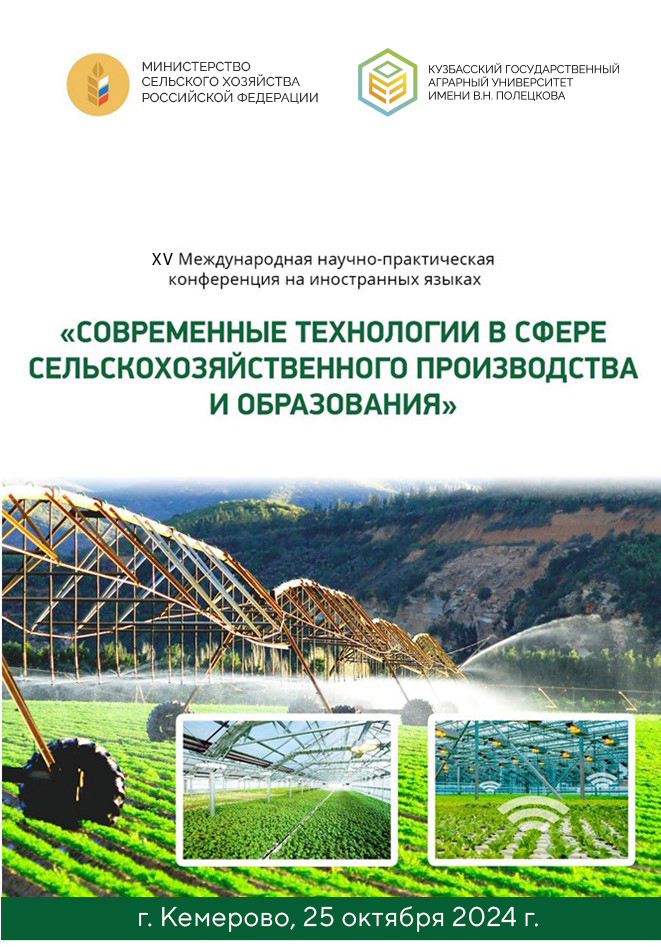 МИНИСТЕРСТВО
СЕЛЬСКОГО ХОЗЯЙСТВА
РОССИЙСКОЙ ФЕДЕРАЦИИ
КУЗБАССКИЙ ГОСУДАРСТВЕННЫЙ
АГРАРНЫЙ УНИВЕРСИТЕТ
ИМЕНИ В.Н. ПОЛЕЦКОВА
XV Международная научно-практическая
конференция на иностранных языках
«СОВРЕМЕННЫЕ ТЕХНОЛОГИИ В СФЕРЕ
СЕЛЬСКОХОЗЯЙСТВЕННОГО ПРОИЗВОДСТВА
И ОБРАЗОВАНИЯ»
г. Кемерово, 25 октября 2024 г.